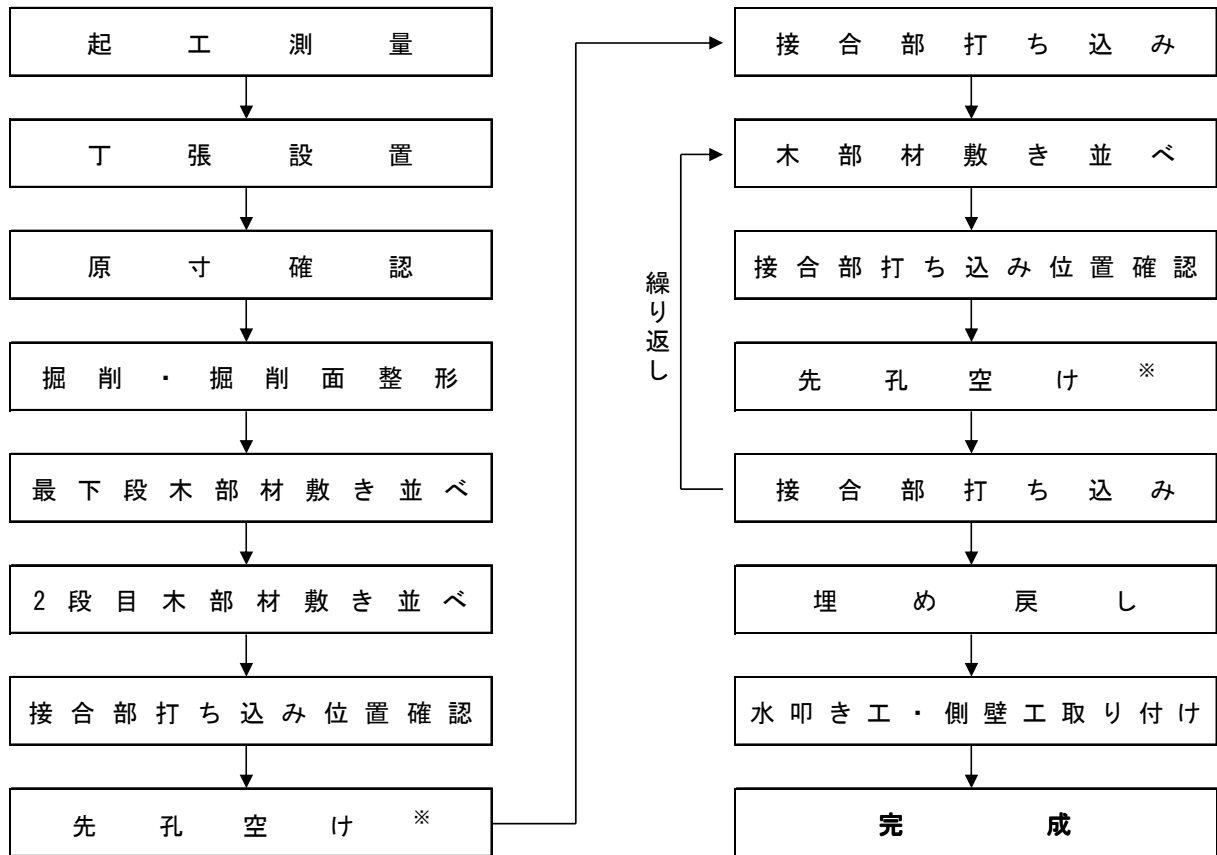 起工測量
丁張設置
原寸確認
掘削・掘削面整形
最下段木部材敷き並べ
2段目木部材敷き並べ
接合部打ち込み位置確認
先孔空け※
接合部打ち込み
木部材敷き並べ
接合部打ち込み位置確認
先孔空け※
接合部打ち込み
繰り返し
埋め戻し
水叩き工・側壁工取り付け
完成